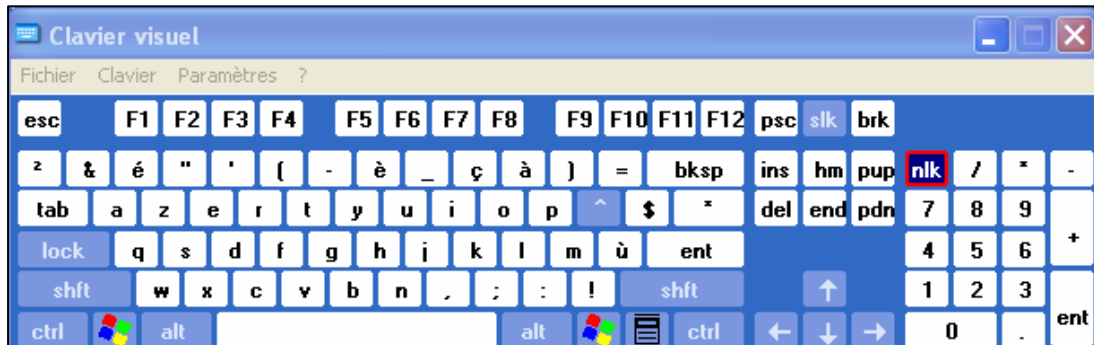 Clavier visuel
Fichier Clavier Paramètres ?
esc F1 F2 F3 F4 F5 F6 F7 F8 F9 F10 F11 F12 psc slk brk
² & é " ' ( - è _ ç à ) = bksp ins hm pup nlk / * -
tab a z e r t y u i o p ^ $ * del end pdn 7 8 9 +
lock q s d f g h j k l m ù ent 4 5 6
shft w x c v b n , ; : ! shft ↑ 1 2 3 ent
ctrl alt alt ctrl ← ↓ → 0 .